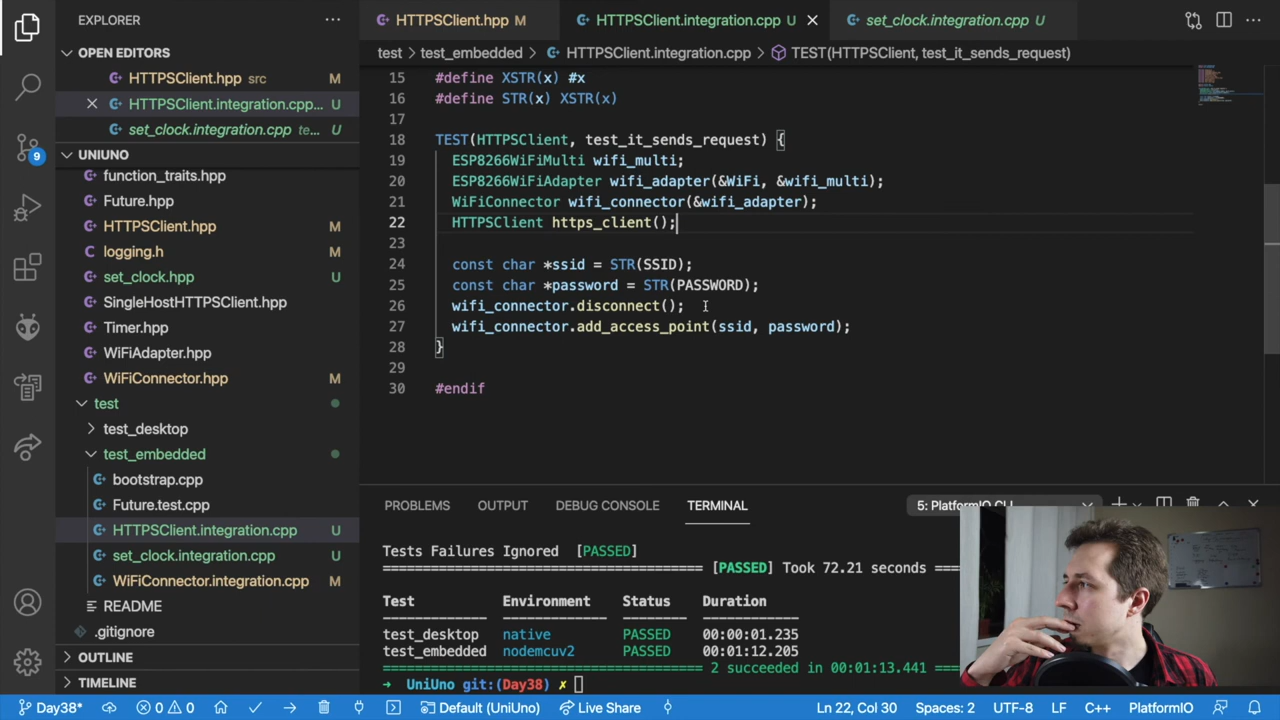 EXPLORER
OPEN EDITORS
HTTPSClient.hpp src M
HTTPSClient.integration.cpp... U
set_clock.integration.cpp te... U
UNIUNO
function_traits.hpp
Future.hpp
HTTPSClient.hpp M
logging.h
set_clock.hpp U
SingleHostHTTPSClient.hpp
Timer.hpp
WiFiAdapter.hpp
WiFiConnector.hpp M
test
test_desktop
test_embedded
bootstrap.cpp
Future.test.cpp
HTTPSClient.integration.cpp U
set_clock.integration.cpp U
WiFiConnector.integration.cpp M
README
.gitignore
OUTLINE
TIMELINE
9
HTTPSClient.hpp M
HTTPSClient.integration.cpp U
set_clock.integration.cpp U
test > test_embedded > HTTPSClient.integration.cpp > TEST(HTTPSClient, test_it_sends_request)
15 #define XSTR(x) #x
16 #define STR(x) XSTR(x)
17
18 TEST(HTTPSClient, test_it_sends_request) {
19 ESP8266WiFiMulti wifi_multi;
20 ESP8266WiFiAdapter wifi_adapter(&WiFi, &wifi_multi);
21 WiFiConnector wifi_connector(&wifi_adapter);
22 HTTPSClient https_client();
23
24 const char *ssid = STR(SSID);
25 const char *password = STR(PASSWORD);
26 wifi_connector.disconnect();
27 wifi_connector.add_access_point(ssid, password);
28 }
29
30 #endif
PROBLEMS OUTPUT DEBUG CONSOLE TERMINAL 5: PlatformIO CLI
Tests Failures Ignored [PASSED]
==================================== [PASSED] Took 72.21 seconds ====
Test Environment Status Duration
------------- ------------- -------- ------------
test_desktop native PASSED 00:00:01.235
test_embedded nodemcuv2 PASSED 00:01:12.205
==================================== 2 succeeded in 00:01:13.441 ====
➜ UniUno git:(Day38) ✗
Day38* 0 0 Default (UniUno) Live Share Ln 22, Col 30 Spaces: 2 UTF-8 LF C++ PlatformIO